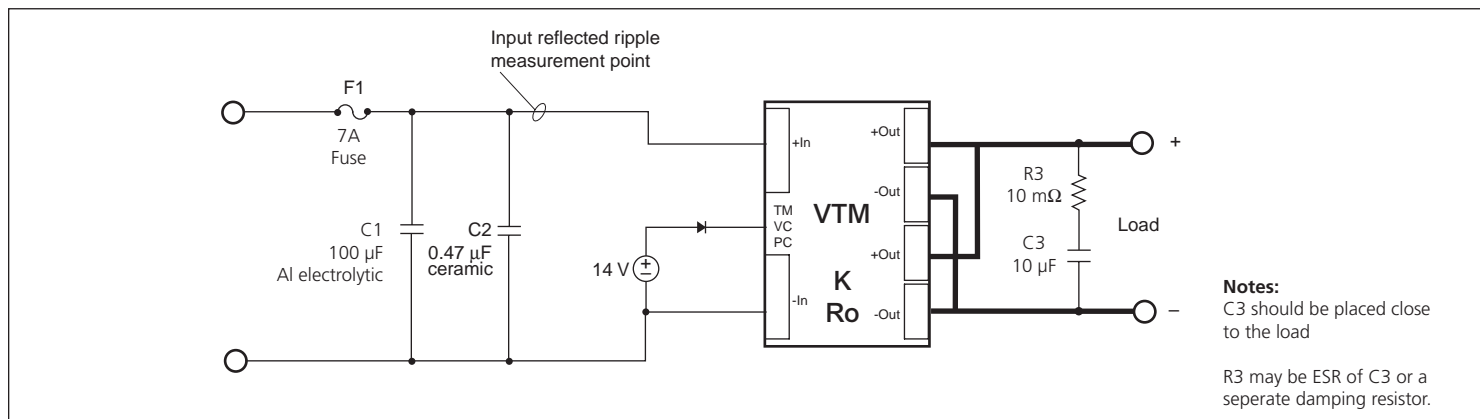 Input reflected ripple
measurement point
F1
7A
Fuse
C1
100 µF
Al electrolytic
C2
0.47 µF
ceramic
14 V
+In
TM
VC
PC
-In
VTM
K
Ro
+Out
-Out
+Out
-Out
+
R3
10 mΩ
C3
10 µF
Load
–
Notes:
C3 should be placed close
to the load
R3 may be ESR of C3 or a
seperate damping resistor.